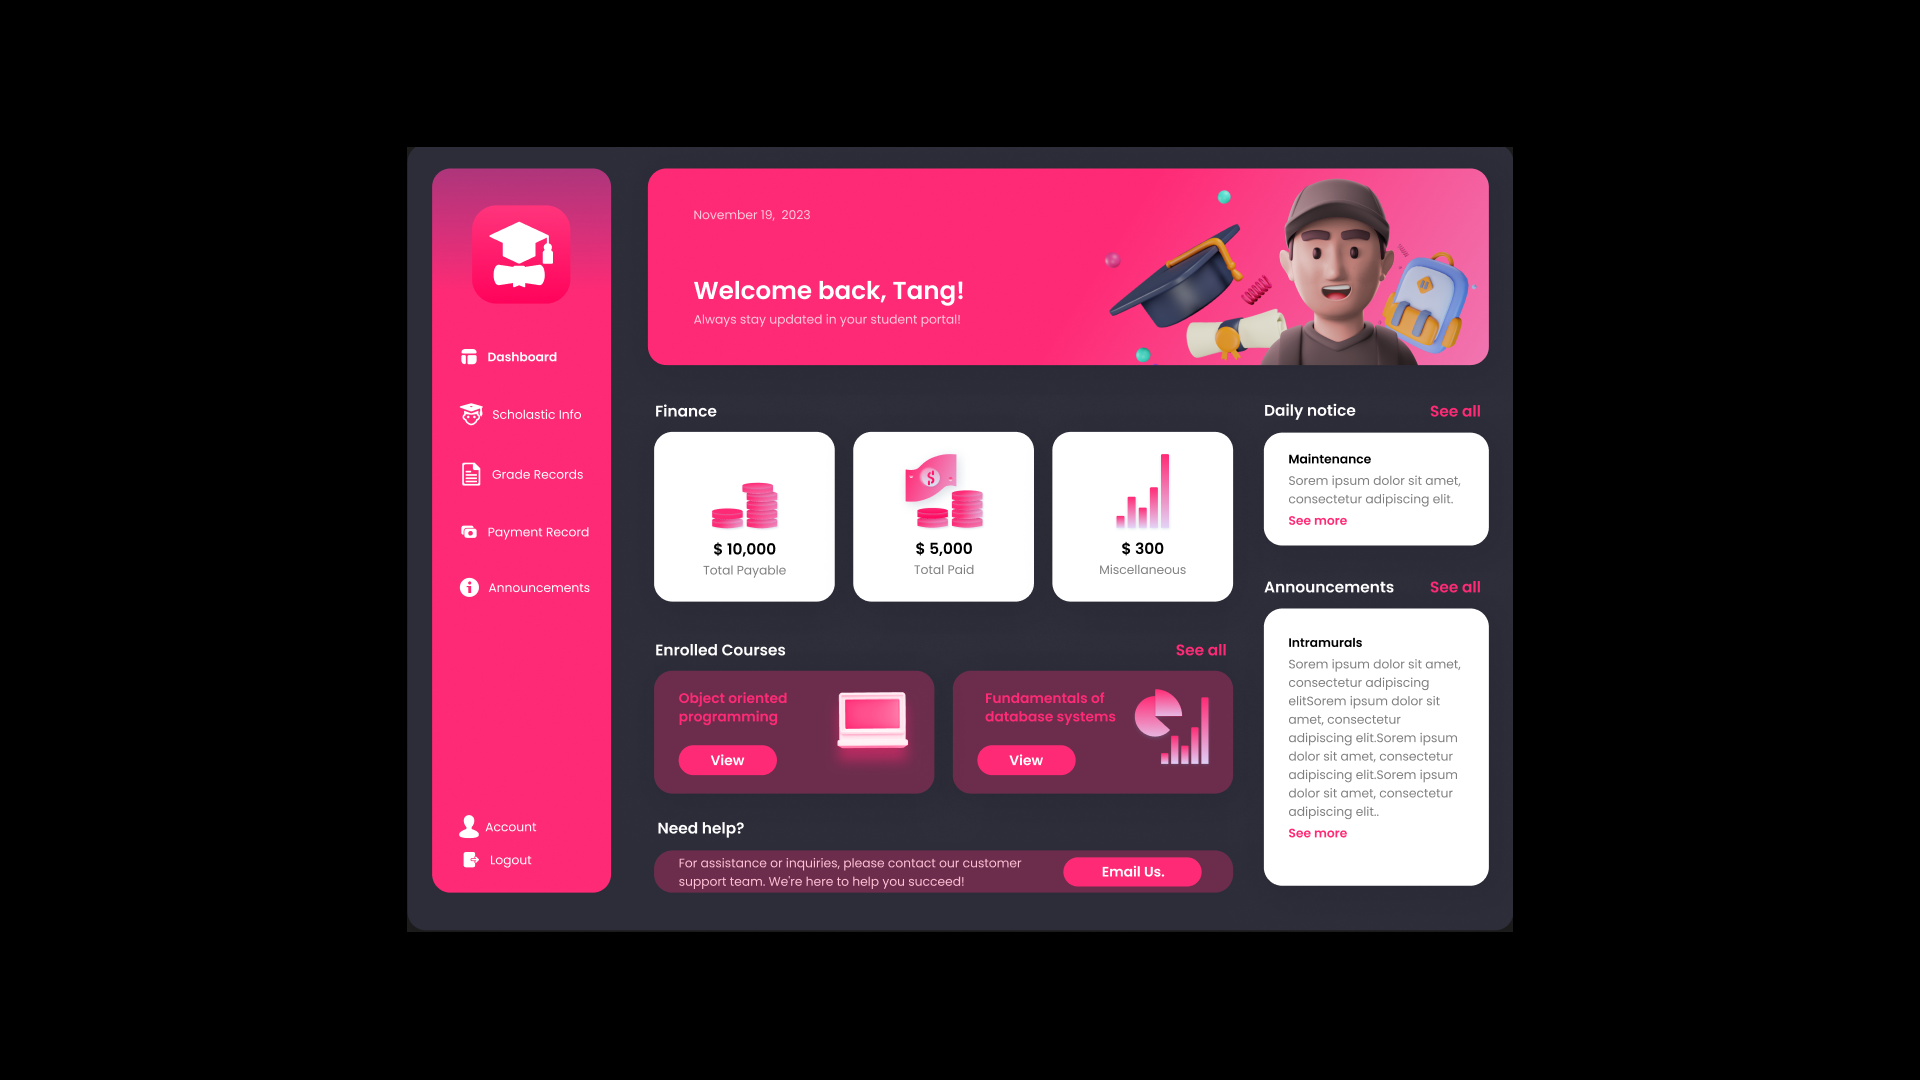 Dashboard
Scholastic Info
Grade Records
Payment Record
Announcements
Account
Logout
November 19,  2023
Welcome back, Tang!
Always stay updated in your student portal!
Finance
$ 10,000
Total Payable
$
$ 5,000
Total Paid
$ 300
Miscellaneous
Enrolled Courses
See all
Object oriented
programming
View
Fundamentals of
database systems
View
Need help?
For assistance or inquiries, please contact our customer
support team. We're here to help you succeed!
Email Us.
Daily notice
See all
Maintenance
Sorem ipsum dolor sit amet,
consectetur adipiscing elit.
See more
Announcements
See all
Intramurals
Sorem ipsum dolor sit amet,
consectetur adipiscing
elitSorem ipsum dolor sit
amet, consectetur
adipiscing elit.Sorem ipsum
dolor sit amet, consectetur
adipiscing elit.Sorem ipsum
dolor sit amet, consectetur
adipiscing elit..
See more